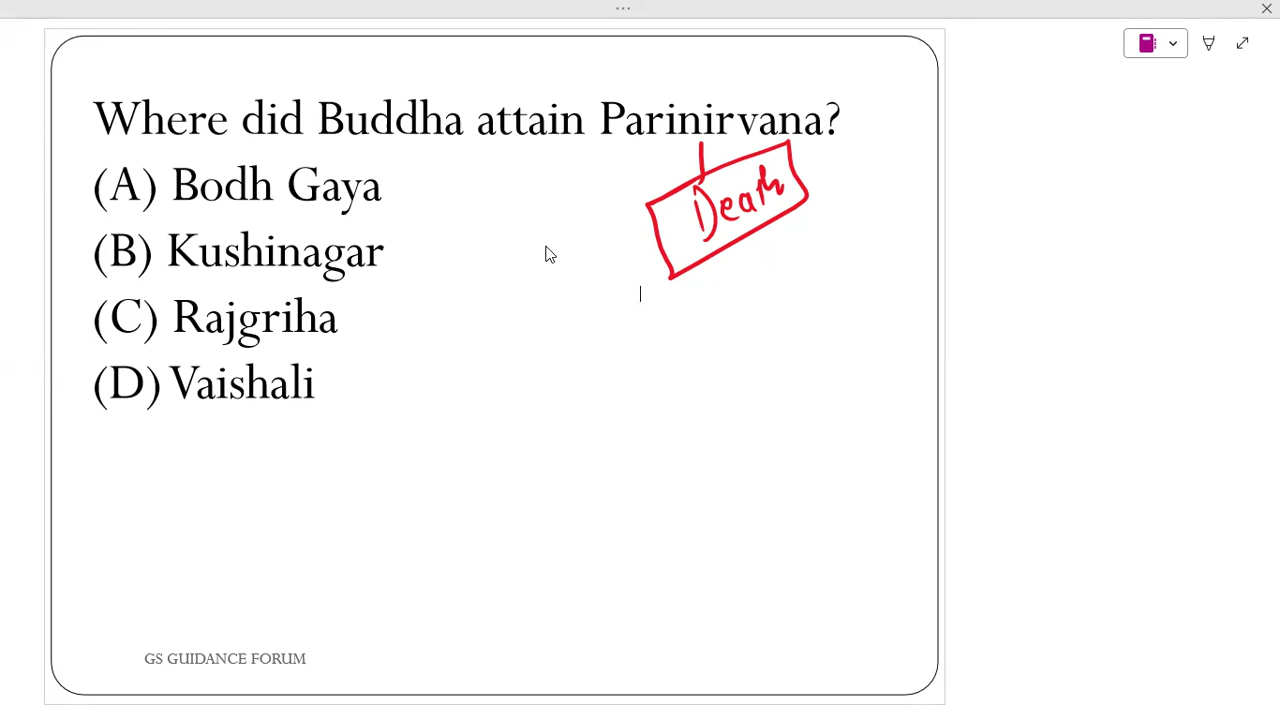 Where did Buddha attain Parinirvana?
(A) Bodh Gaya
Death
(B) Kushinagar
(C) Rajgriha
(D) Vaishali
GS GUIDANCE FORUM